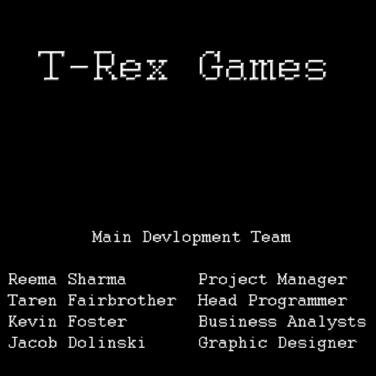 T-Rex Games
Main Devlopment Team
Reema Sharma Project Manager
Taren Fairbrother Head Programmer
Kevin Foster Business Analysts
Jacob Dolinski Graphic Designer